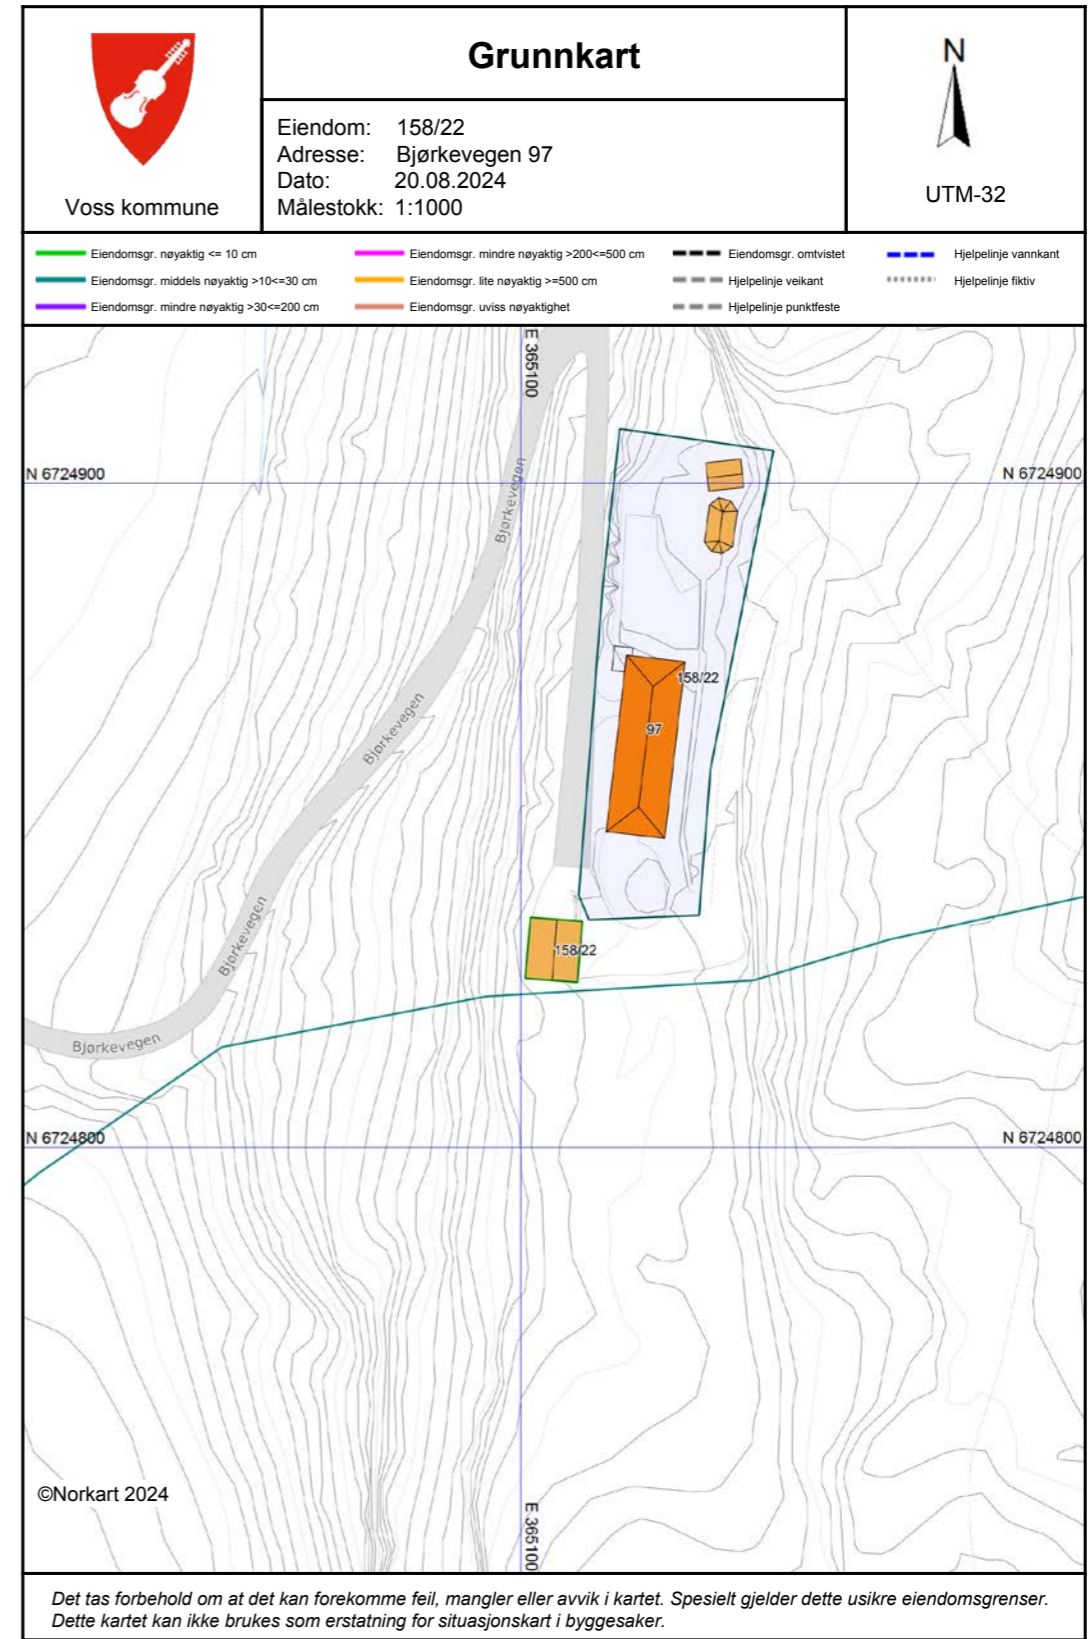 Grunnkart
Voss kommune
Eiendom: 158/22
Adresse: Bjørkevegen 97
Dato: 20.08.2024
Målestokk: 1:1000
N
UTM-32
Eiendomsgr. nøyaktig <= 10 cm
Eiendomsgr. middels nøyaktig >10<=30 cm
Eiendomsgr. mindre nøyaktig >30<=200 cm
Eiendomsgr. mindre nøyaktig >200<=500 cm
Eiendomsgr. lite nøyaktig >=500 cm
Eiendomsgr. uviss nøyaktighet
Eiendomsgr. omtvistet
Hjelpelinje veikant
Hjelpelinje punktfeste
Hjelpelinje vannkant
Hjelpelinje fiktiv
E 365100
N 6724900
N 6724900
Bjørkevegen
158/22
97
Bjørkevegen
Bjørkevegen
158/22
Bjørkevegen
N 6724800
N 6724800
©Norkart 2024
E 365100
Det tas forbehold om at det kan forekomme feil, mangler eller avvik i kartet. Spesielt gjelder dette usikre eiendomsgrenser.
Dette kartet kan ikke brukes som erstatning for situasjonskart i byggesaker.